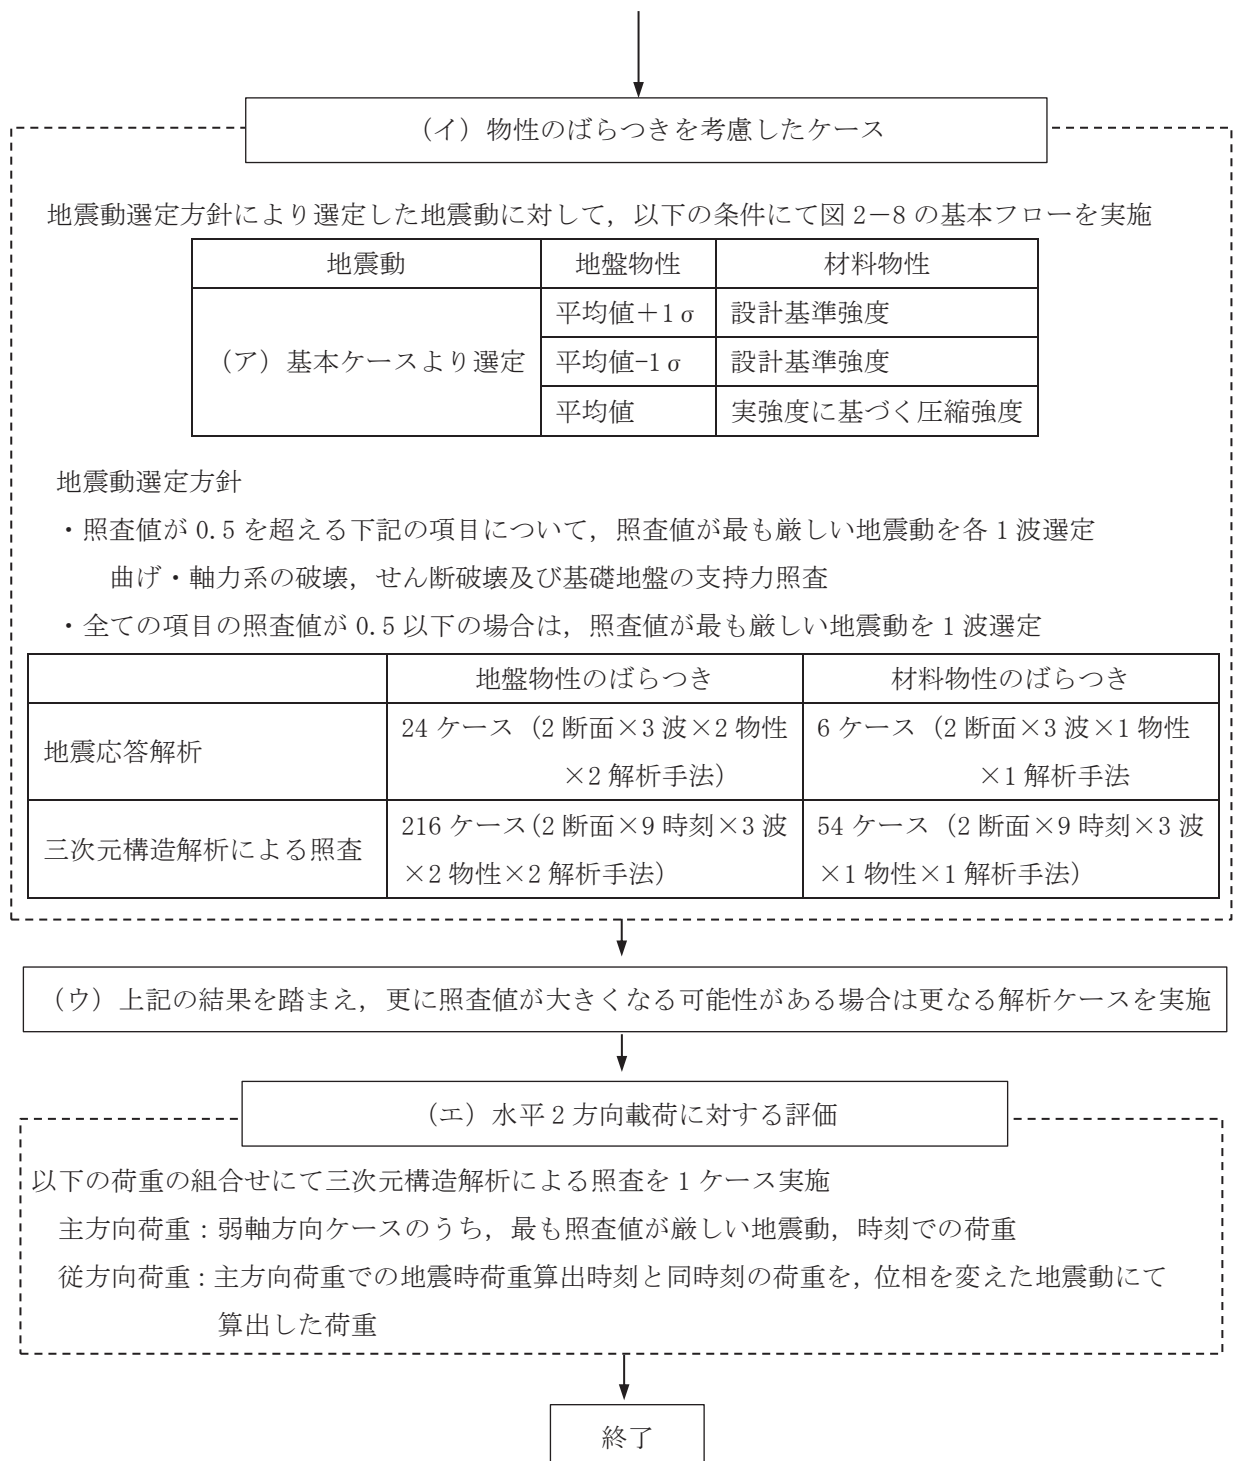 （イ）物性のばらつきを考慮したケース
地震動選定方針により選定した地震動に対して，以下の条件にて図 2－8 の基本フローを実施
地震動 地盤物性 材料物性
平均値＋1σ 設計基準強度
（ア）基本ケースより選定 平均値-1σ 設計基準強度
平均値 実強度に基づく圧縮強度
地震動選定方針
・照査値が 0.5 を超える下記の項目について，照査値が最も厳しい地震動を各 1 波選定
曲げ・軸力系の破壊，せん断破壊及び基礎地盤の支持力照査
・全ての項目の照査値が 0.5 以下の場合は，照査値が最も厳しい地震動を 1 波選定
地盤物性のばらつき 材料物性のばらつき
地震応答解析
24 ケース（2 断面×3 波×2 物性
×2 解析手法）
6 ケース（2 断面×3 波×1 物性
×1 解析手法
三次元構造解析による照査
216 ケース（2 断面×9 時刻×3 波
×2 物性×2 解析手法）
54 ケース（2 断面×9 時刻×3 波
×1 物性×1 解析手法）
（ウ）上記の結果を踏まえ，更に照査値が大きくなる可能性がある場合は更なる解析ケースを実施
（エ）水平 2 方向載荷に対する評価
以下の荷重の組合せにて三次元構造解析による照査を 1 ケース実施
主方向荷重：弱軸方向ケースのうち，最も照査値が厳しい地震動，時刻での荷重
従方向荷重：主方向荷重での地震時荷重算出時刻と同時刻の荷重を，位相を変えた地震動にて
算出した荷重
終了